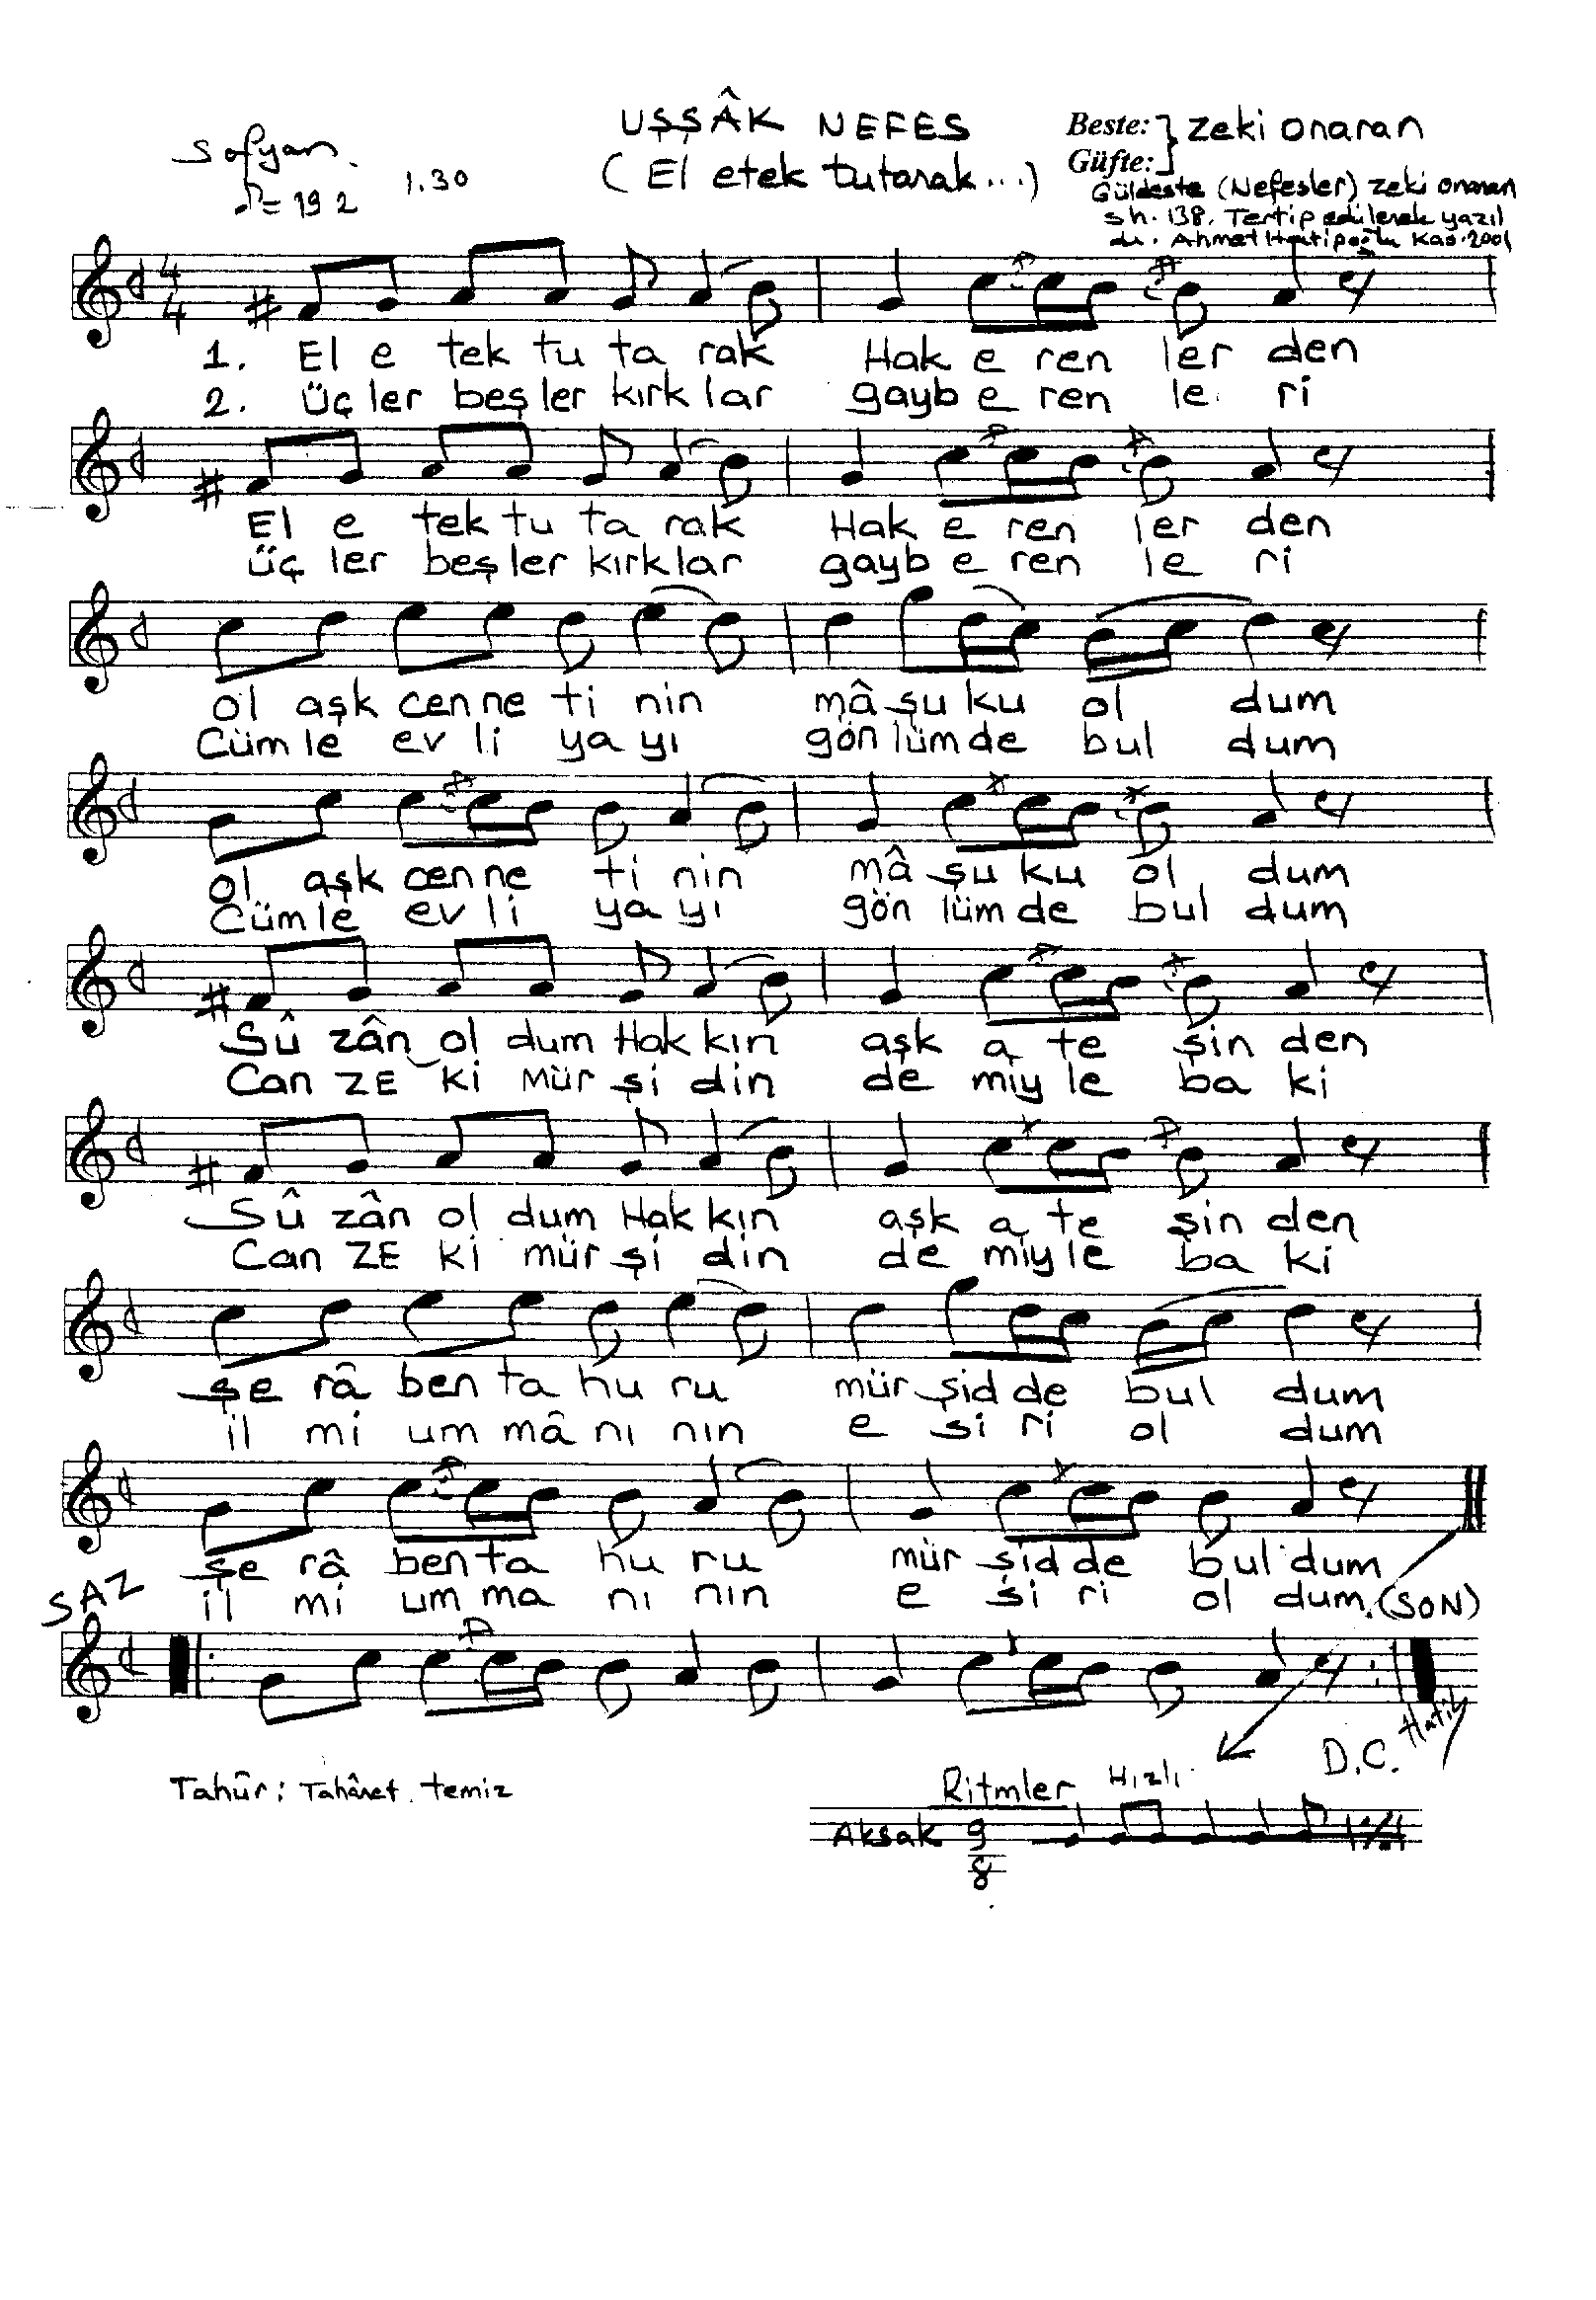 UŞŞÂK NEFES
(El etek tutarak...)
Sofyan.
♪=192
1.30
Beste: Zeki Onaran
Güfte:
Güldeste (Nefesler) Zeki Onaran
sh. 138. Tertip edilerek yazıl
dı. Ahmet Hatipoğlu Kas. 2001
4
4
1. El e tek tu ta rak Hak e ren ler den
2. üç ler beş ler kırk lar gayb e ren le ri
El e tek tu ta rak Hak e ren ler den
üç ler beş ler kırk lar gayb e ren le ri
ol aşk cen ne ti nin mâ şu ku ol dum
Cüm le ev li ya yı gön lüm de bul dum
ol aşk cen ne ti nin mâ şu ku ol dum
Cüm le ev li ya yı gön lüm de bul dum
Sû zân ol dum Hak kın aşk a te şin den
Can ZE ki mür şi din de miy le ba ki
Sû zân ol dum Hak kın aşk a te şin den
Can ZE ki mür şi din de miy le ba ki
şe râ ben ta hu ru mür şid de bul dum
il mi um mâ nı nın e si ri ol dum
şe râ ben ta hu ru mür şid de bul dum
il mi um ma nı nın e si ri ol dum. (SON)
SAZ
D.C.
Hatip
Tahûr: Tahâret. temiz
Ritmler Hızlı
Aksak 9
8